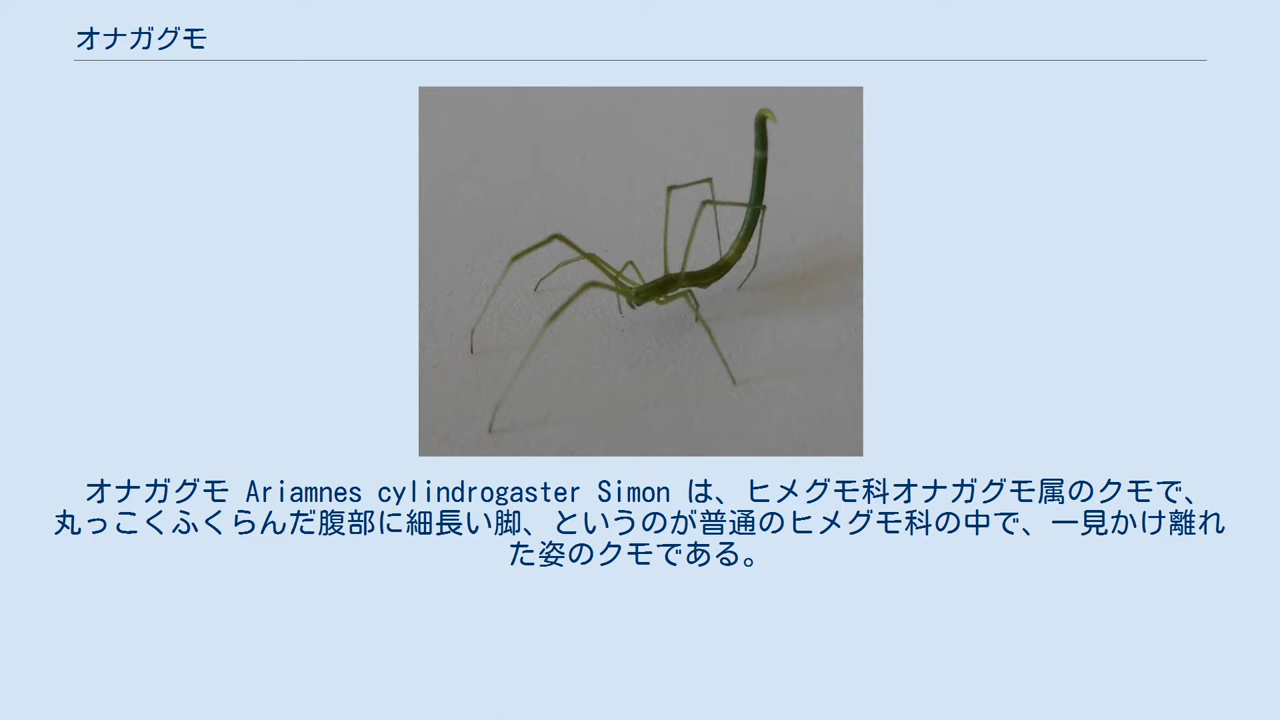 オナガグモ
オナガグモ Ariamnes cylindrogaster Simon は、ヒメグモ科オナガグモ属のクモで、
丸っこくふくらんだ腹部に細長い脚、というのが普通のヒメグモ科の中で、一見かけ離れ
た姿のクモである。